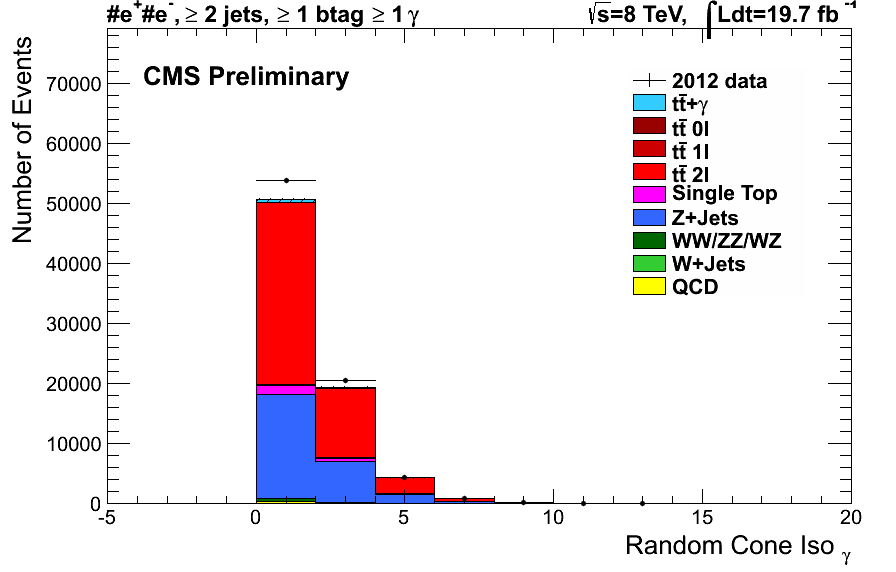 #e⁺#e⁻, ≥ 2 jets, ≥ 1 btag ≥ 1 γ
√s=8 TeV, ∫Ldt=19.7 fb⁻¹
CMS Preliminary
2012 data
tt̄+γ
tt̄ 0l
tt̄ 1l
tt̄ 2l
Single Top
Z+Jets
WW/ZZ/WZ
W+Jets
QCD
Number of Events
70000
60000
50000
40000
30000
20000
10000
0
-5 0 5 10 15 20
Random Cone Iso γ